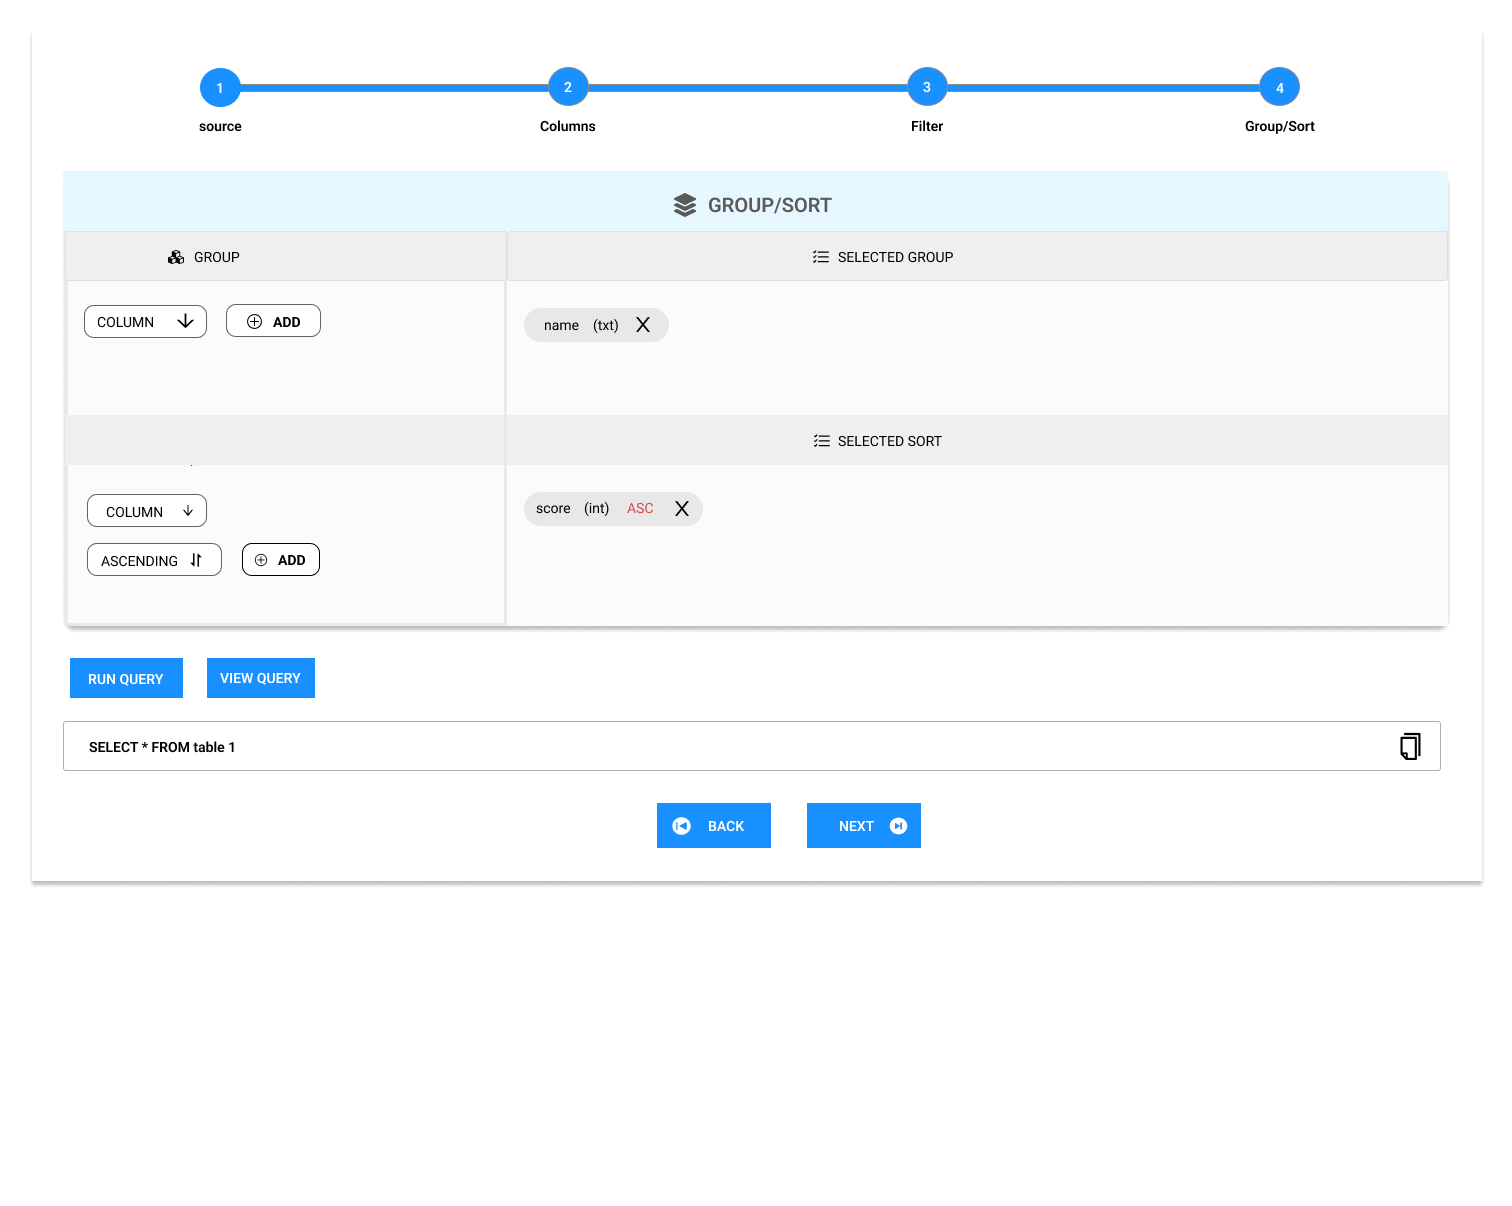 1 2 3 4
source Columns Filter Group/Sort
GROUP/SORT
GROUP SELECTED GROUP
COLUMN ADD name (txt) X
SELECTED SORT
COLUMN score (int) ASC X
ASCENDING ADD
RUN QUERY VIEW QUERY
SELECT * FROM table 1
BACK NEXT